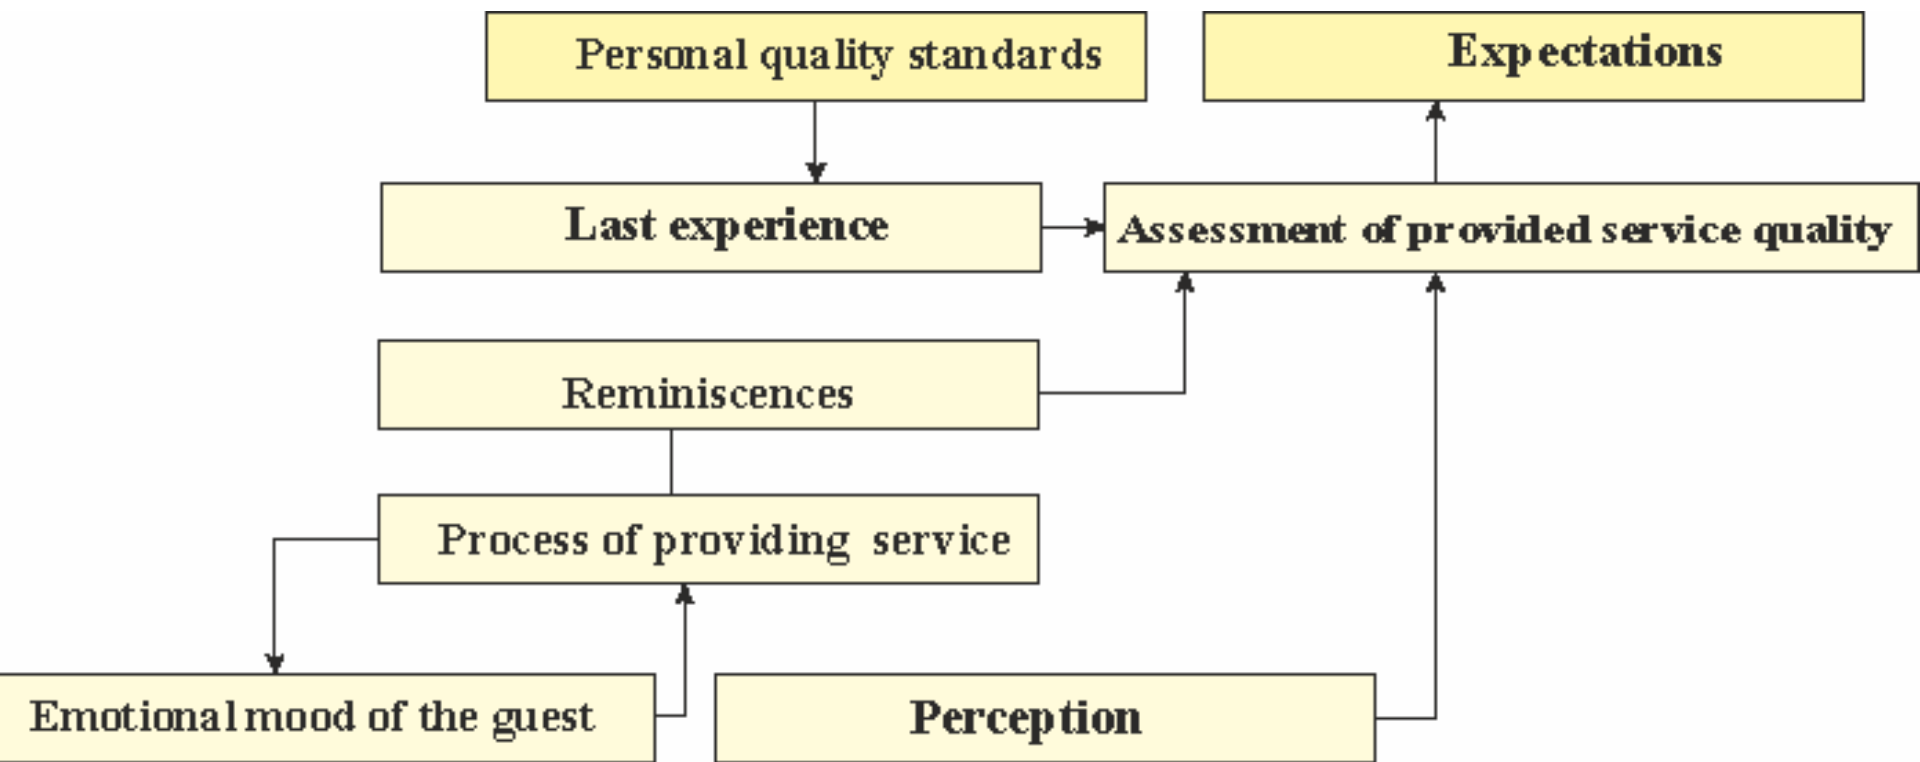 Personal quality standards
Expectations
Last experience
Assessment of provided service quality
Reminiscences
Process of providing service
Emotional mood of the guest
Perception